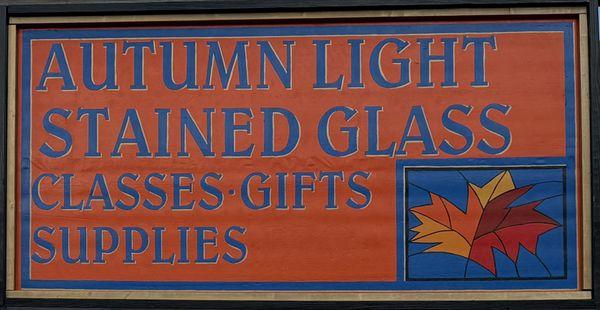 AUTUMN LIGHT
STAINED GLASS
CLASSES · GIFTS
SUPPLIES